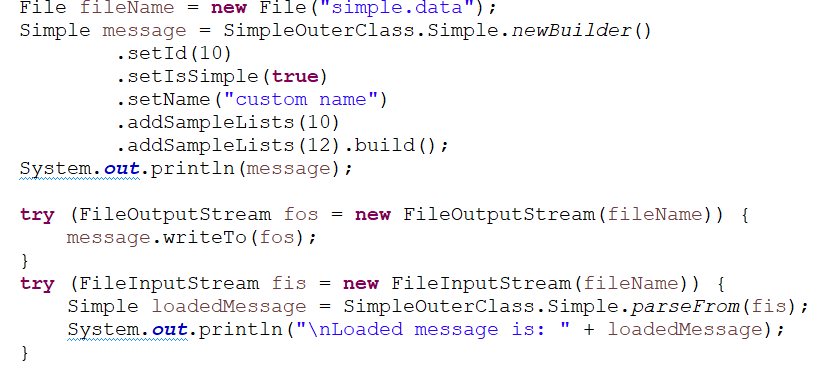 File fileName = new File("simple.data");
Simple message = SimpleOuterClass.Simple.newBuilder()
        .setId(10)
        .setIsSimple(true)
        .setName("custom name")
        .addSampleLists(10)
        .addSampleLists(12).build();
System.out.println(message);

try (FileOutputStream fos = new FileOutputStream(fileName)) {
    message.writeTo(fos);
}
try (FileInputStream fis = new FileInputStream(fileName)) {
    Simple loadedMessage = SimpleOuterClass.Simple.parseFrom(fis);
    System.out.println("\nLoaded message is: " + loadedMessage);
}